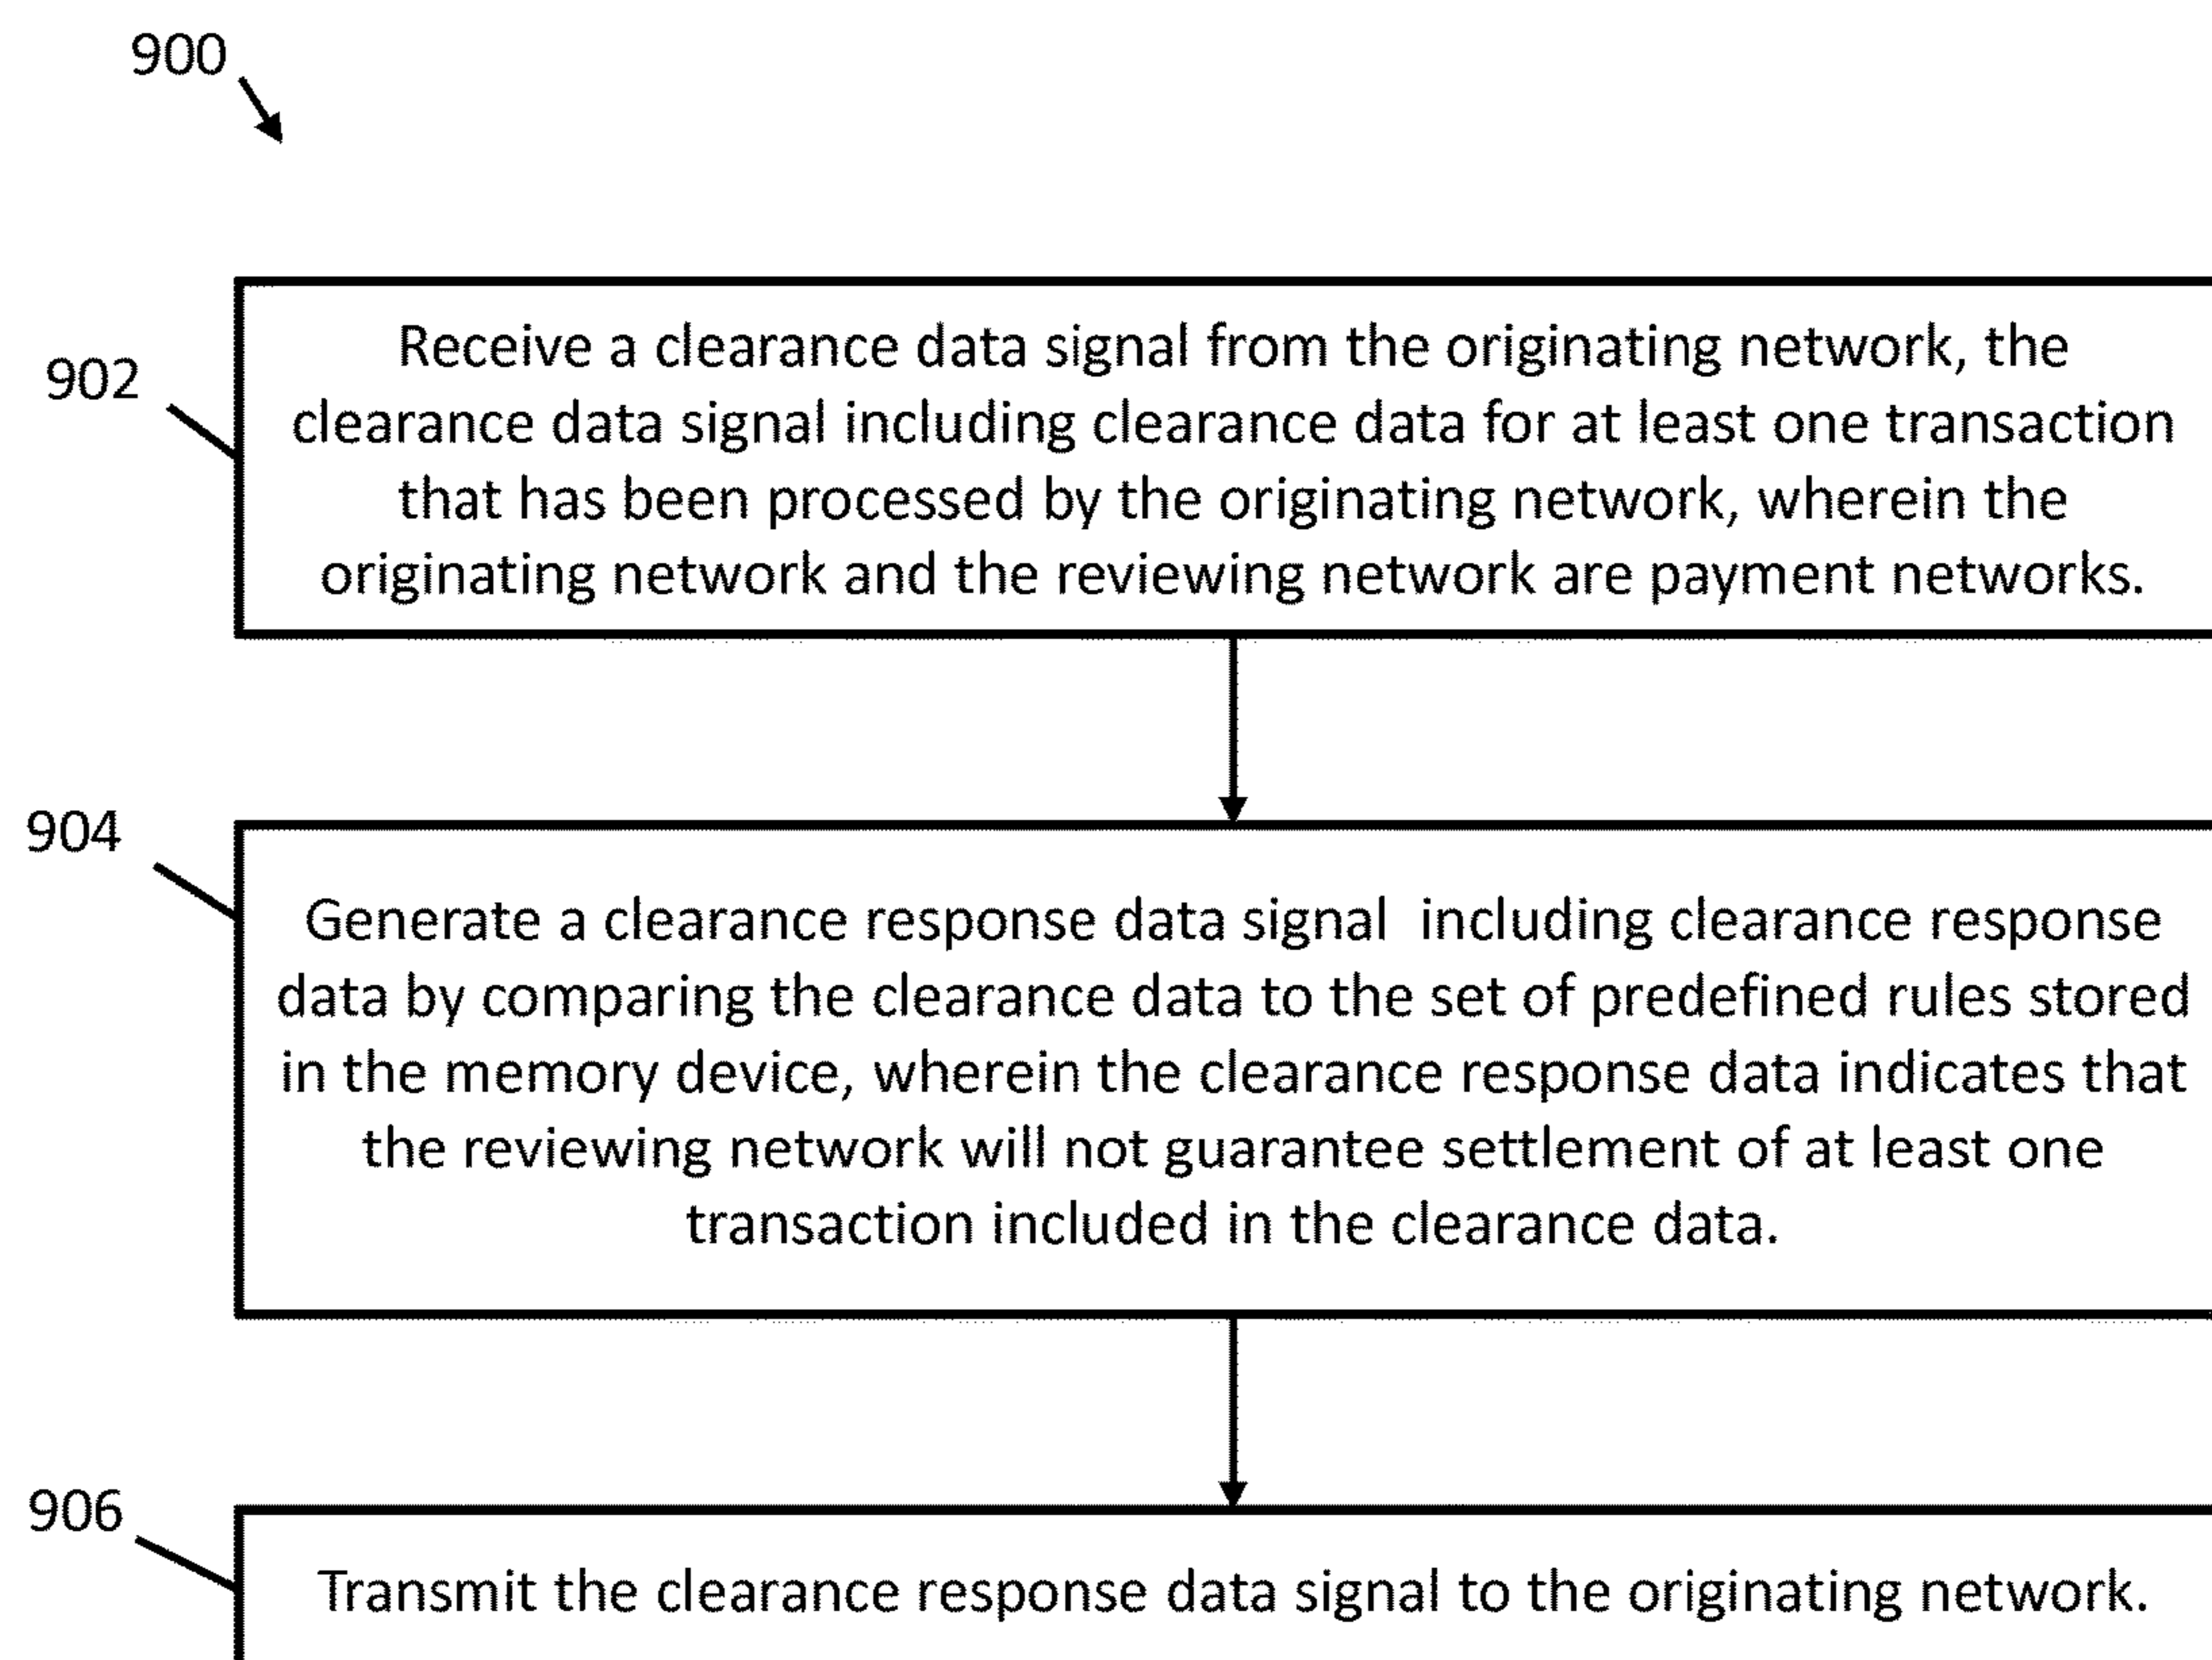 900
902
Receive a clearance data signal from the originating network, the
clearance data signal including clearance data for at least one transaction
that has been processed by the originating network, wherein the
originating network and the reviewing network are payment networks.
904
Generate a clearance response data signal  including clearance response
data by comparing the clearance data to the set of predefined rules stored
in the memory device, wherein the clearance response data indicates that
the reviewing network will not guarantee settlement of at least one
transaction included in the clearance data.
906
Transmit the clearance response data signal to the originating network.